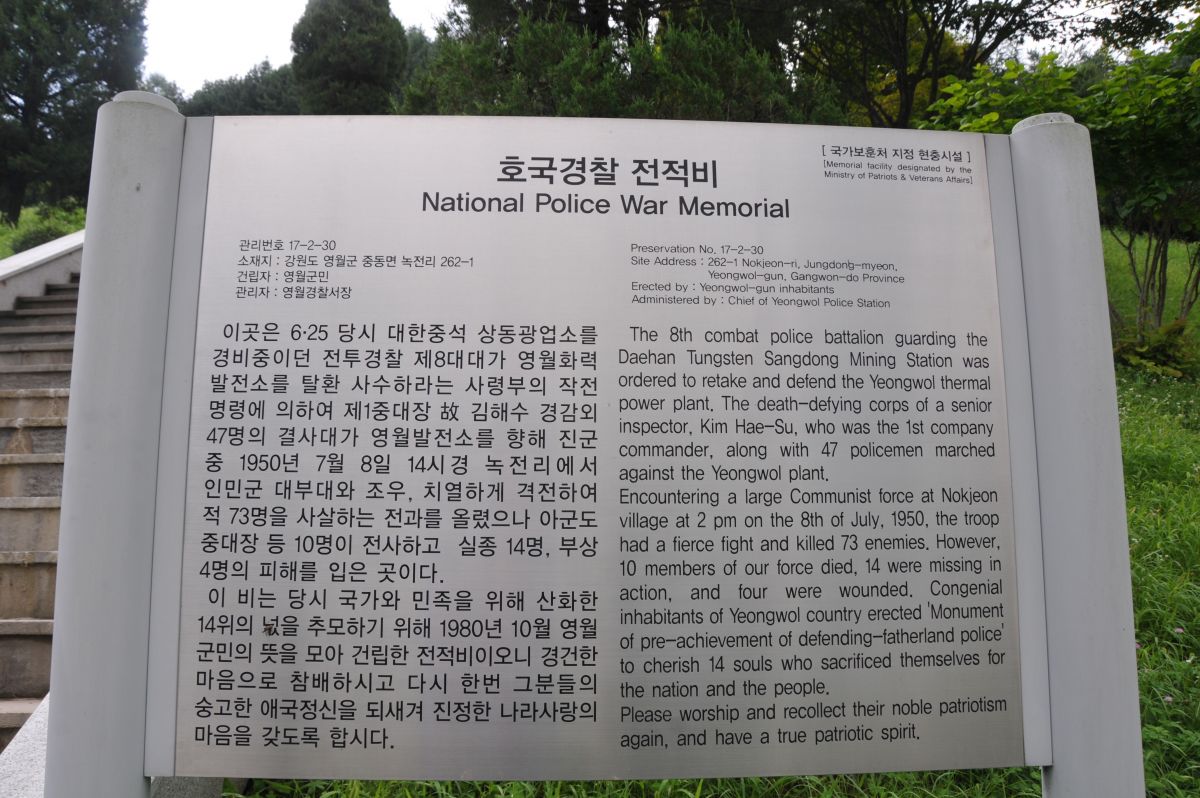 [ 국가보훈처 지정 현충시설 ]
[Memorial facility designated by the
Ministry of Patriots & Veterans Affairs]
호국경찰 전적비
National Police War Memorial
관리번호 17-2-30
소재지 : 강원도 영월군 중동면 녹전리 262-1
건립자 : 영월군민
관리자 : 영월경찰서장
이곳은 6·25 당시 대한중석 상동광업소를
경비중이던 전투경찰 제8대대가 영월화력
발전소를 탈환 사수하라는 사령부의 작전
명령에 의하여 제1중대장 故 김해수 경감외
47명의 결사대가 영월발전소를 향해 진군
중 1950년 7월 8일 14시경 녹전리에서
인민군 대부대와 조우, 치열하게 격전하여
적 73명을 사살하는 전과를 올렸으나 아군도
중대장 등 10명이 전사하고 실종 14명, 부상
4명의 피해를 입은 곳이다.
이 비는 당시 국가와 민족을 위해 산화한
14위의 넋을 추모하기 위해 1980년 10월 영월
군민의 뜻을 모아 건립한 전적비이오니 경건한
마음으로 참배하시고 다시 한번 그분들의
숭고한 애국정신을 되새겨 진정한 나라사랑의
마음을 갖도록 합시다.
Preservation No. 17-2-30
Site Address : 262-1 Nokjeon-ri, Jungdong-myeon,
Yeongwol-gun, Gangwon-do Province
Erected by : Yeongwol-gun inhabitants
Administered by : Chief of Yeongwol Police Station
The 8th combat police battalion guarding the
Daehan Tungsten Sangdong Mining Station was
ordered to retake and defend the Yeongwol thermal
power plant. The death-defying corps of a senior
inspector, Kim Hae-Su, who was the 1st company
commander, along with 47 policemen marched
against the Yeongwol plant.
Encountering a large Communist force at Nokjeon
village at 2 pm on the 8th of July, 1950, the troop
had a fierce fight and killed 73 enemies. However,
10 members of our force died, 14 were missing in
action, and four were wounded. Congenial
inhabitants of Yeongwol country erected 'Monument
of pre-achievement of defending-fatherland police'
to cherish 14 souls who sacrificed themselves for
the nation and the people.
Please worship and recollect their noble patriotism
again, and have a true patriotic spirit.